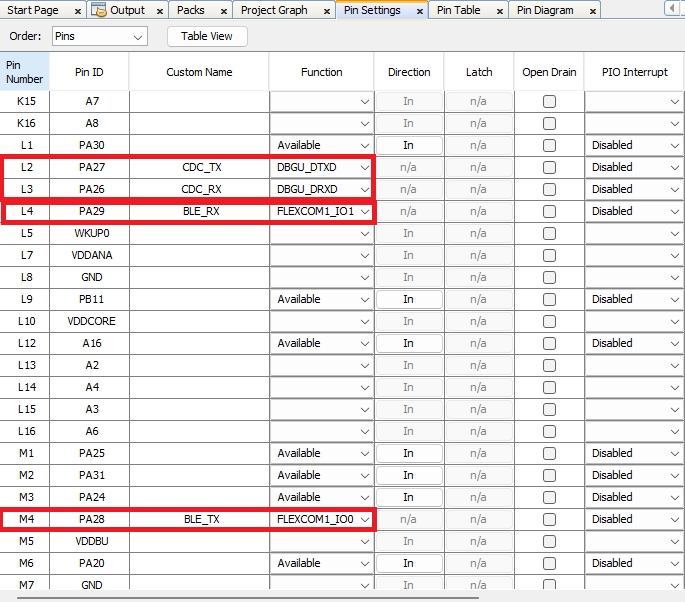 Start Page x Output x Packs x Project Graph x Pin Settings x Pin Table x Pin Diagram x
Order: Pins Table View
Pin Number Pin ID Custom Name Function Direction Latch Open Drain PIO Interrupt
K15 A7 In n/a
K16 A8 In n/a
L1 PA30 Available In n/a Disabled
L2 PA27 CDC_TX DBGU_DTXD n/a n/a Disabled
L3 PA26 CDC_RX DBGU_DRXD n/a n/a Disabled
L4 PA29 BLE_RX FLEXCOM1_IO1 n/a n/a Disabled
L5 WKUP0 In n/a
L7 VDDANA In n/a
L8 GND In n/a
L9 PB11 Available In n/a Disabled
L10 VDDCORE In n/a
L12 A16 Available In n/a Disabled
L13 A2 In n/a
L14 A4 In n/a
L15 A3 In n/a
L16 A6 In n/a
M1 PA25 Available In n/a Disabled
M2 PA31 Available In n/a Disabled
M3 PA24 Available In n/a Disabled
M4 PA28 BLE_TX FLEXCOM1_IO0 n/a n/a Disabled
M5 VDDBU In n/a
M6 PA20 Available In n/a Disabled
M7 GND In n/a